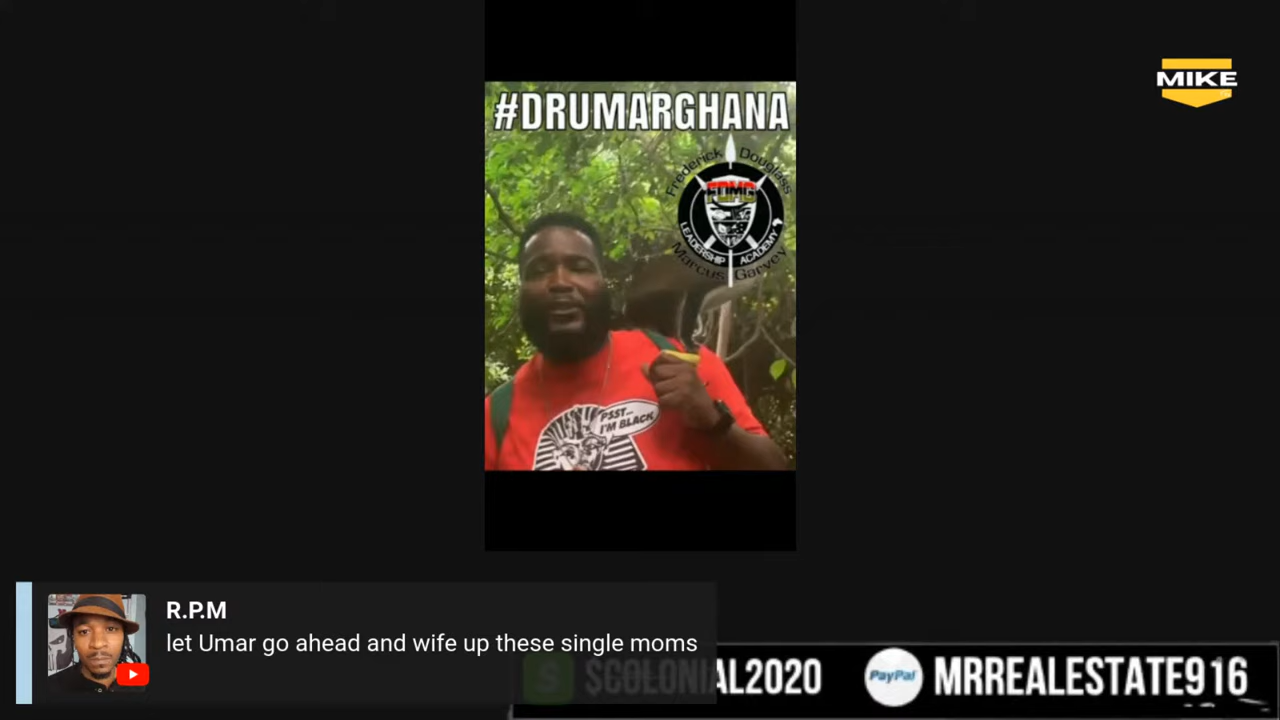 #DRUMARGHANA
MIKE
Frederick Douglass
FDMG
LEADERSHIP ACADEMY
Marcus Garvey
PSST...
I'M BLACK
R.P.M
let Umar go ahead and wife up these single moms
$COLONIAL2020
PayPal
MRREALESTATE916